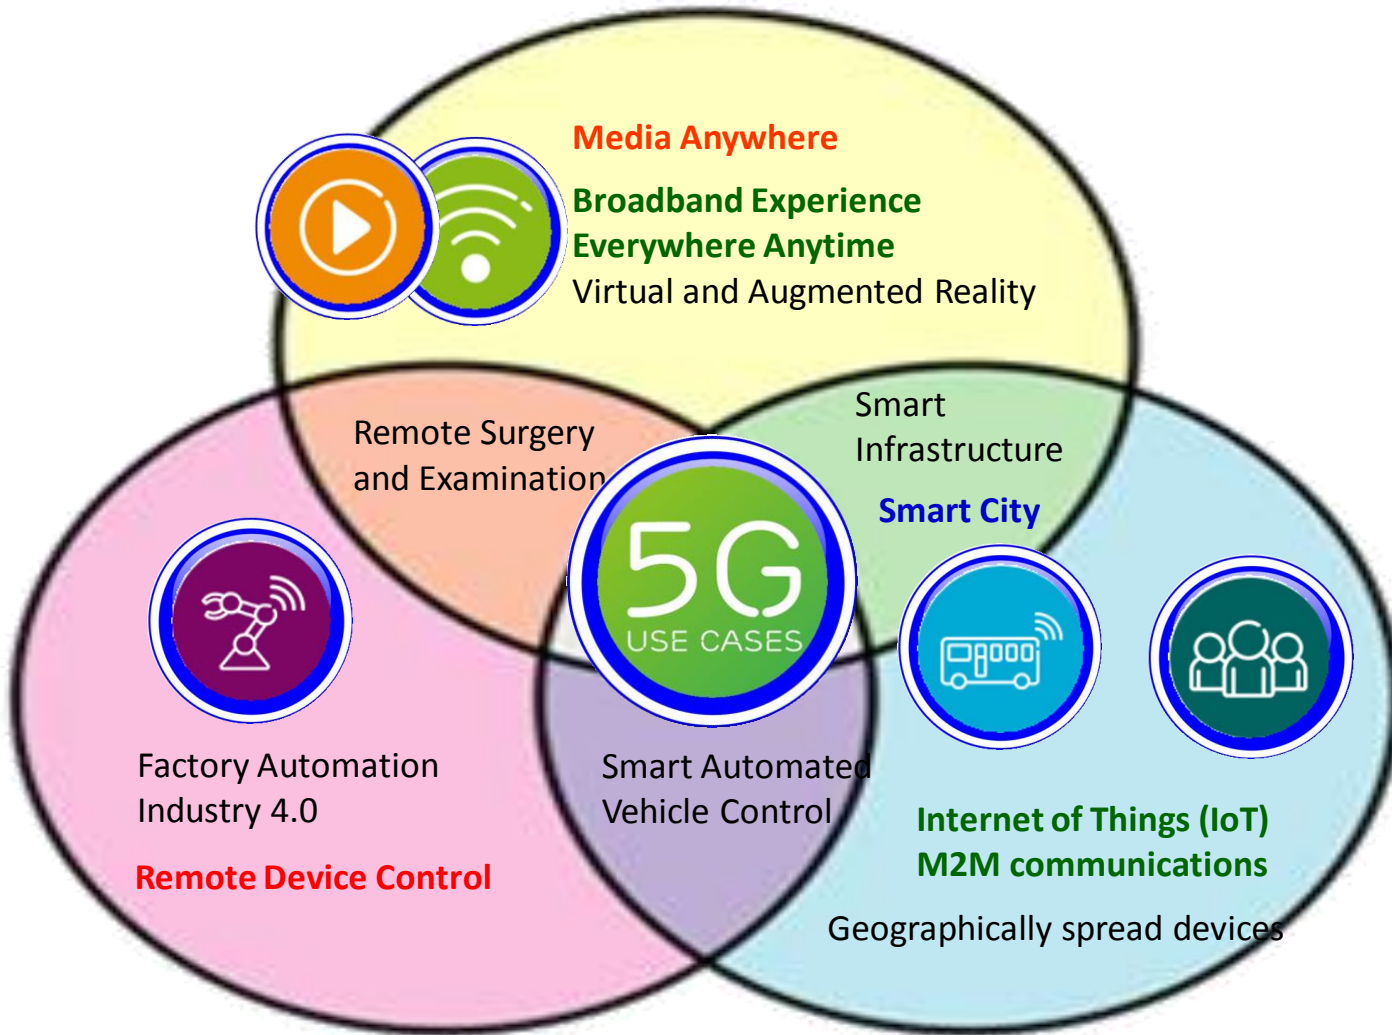 Media Anywhere
Broadband Experience
Everywhere Anytime
Virtual and Augmented Reality
Remote Surgery
and Examination
Smart
Infrastructure
Smart City
5G
USE CASES
Factory Automation
Industry 4.0
Remote Device Control
Smart Automated
Vehicle Control
Internet of Things (IoT)
M2M communications
Geographically spread devices